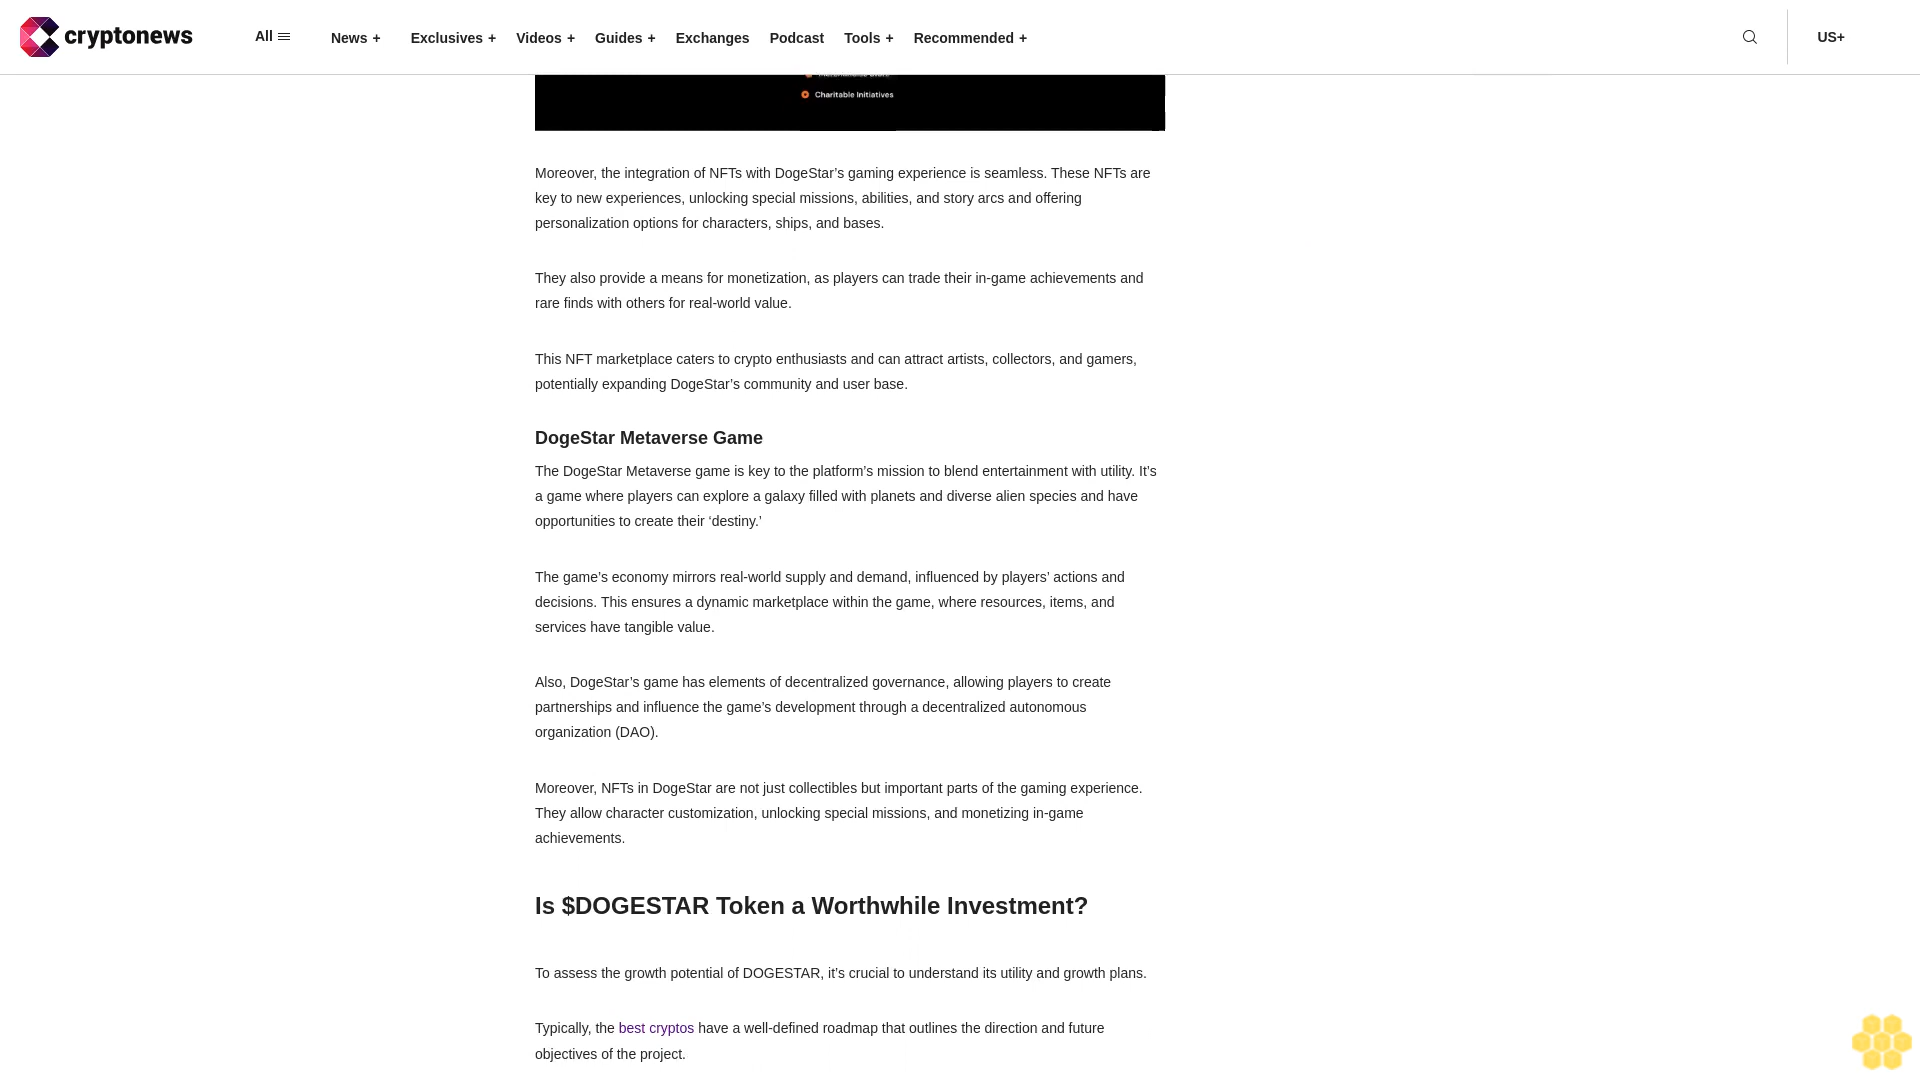 cryptonews
All
News +
Exclusives +
Videos +
Guides +
Exchanges
Podcast
Tools +
Recommended +
US+
Charitable Initiatives
Moreover, the integration of NFTs with DogeStar’s gaming experience is seamless. These NFTs are
key to new experiences, unlocking special missions, abilities, and story arcs and offering
personalization options for characters, ships, and bases.
They also provide a means for monetization, as players can trade their in-game achievements and
rare finds with others for real-world value.
This NFT marketplace caters to crypto enthusiasts and can attract artists, collectors, and gamers,
potentially expanding DogeStar’s community and user base.
DogeStar Metaverse Game
The DogeStar Metaverse game is key to the platform’s mission to blend entertainment with utility. It’s
a game where players can explore a galaxy filled with planets and diverse alien species and have
opportunities to create their ‘destiny.’
The game’s economy mirrors real-world supply and demand, influenced by players’ actions and
decisions. This ensures a dynamic marketplace within the game, where resources, items, and
services have tangible value.
Also, DogeStar’s game has elements of decentralized governance, allowing players to create
partnerships and influence the game’s development through a decentralized autonomous
organization (DAO).
Moreover, NFTs in DogeStar are not just collectibles but important parts of the gaming experience.
They allow character customization, unlocking special missions, and monetizing in-game
achievements.
Is $DOGESTAR Token a Worthwhile Investment?
To assess the growth potential of DOGESTAR, it’s crucial to understand its utility and growth plans.
Typically, the best cryptos have a well-defined roadmap that outlines the direction and future
objectives of the project.